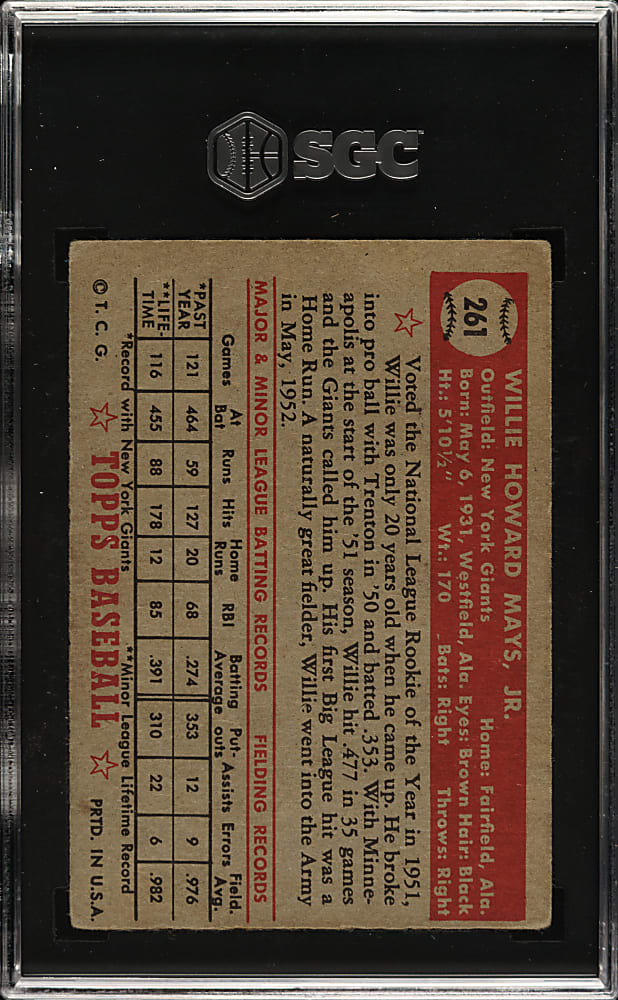 SGC
261
WILLIE HOWARD MAYS, JR.
Outfield: New York Giants Home: Fairfield, Ala.
Born: May 6, 1931, Westfield, Ala. Eyes: Brown Hair: Black
Ht.: 5'10½" Wt.: 170 Bats: Right Throws: Right
Voted the National League Rookie of the Year in 1951,
Willie was only 20 years old when he came up. He broke
into pro ball with Trenton in '50 and batted .353. With Minne-
apolis at the start of the '51 season, Willie hit .477 in 35 games
and the Giants called him up. His first Big League hit was a
Home Run. A naturally great fielder, Willie went into the Army
in May, 1952.
MAJOR & MINOR LEAGUE BATTING RECORDS FIELDING RECORDS
Games At Bat Runs Hits Home Runs RBI Batting Average Put-outs Assists Errors Field. Avg.
*PAST YEAR 121 464 59 127 20 68 .274 353 12 9 .976
**LIFE-TIME 116 455 88 178 12 85 .391 310 22 6 .982
*Record with New York Giants **Minor League Lifetime Record
© T. C. G. TOPPS BASEBALL PRTD. IN U.S.A.